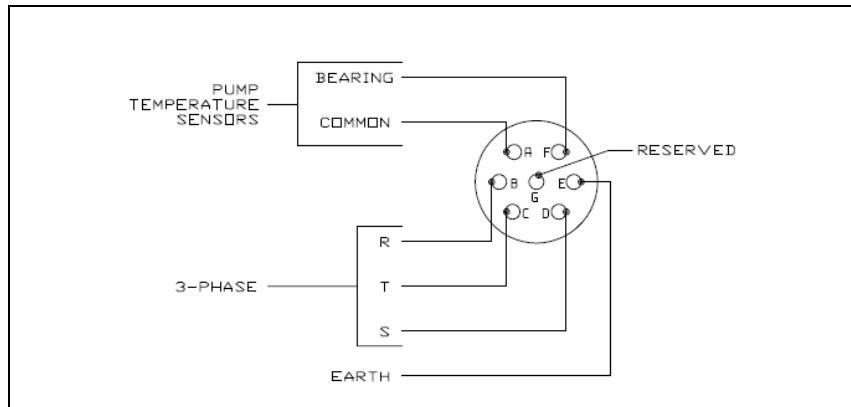 PUMP
TEMPERATURE
SENSORS
BEARING
COMMON
A F
RESERVED
B E
G
C D
3-PHASE
R
T
S
EARTH